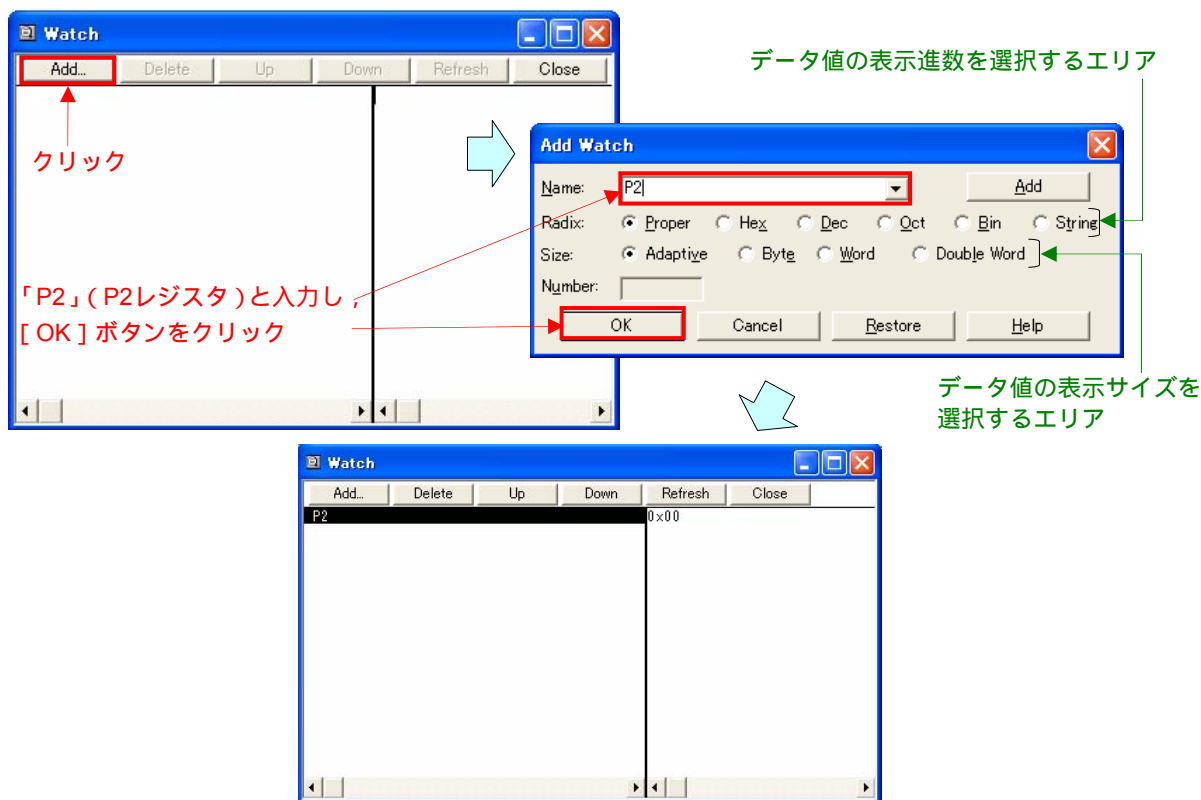 Watch
Add... Delete Up Down Refresh Close
クリック
データ値の表示進数を選択するエリア
Add Watch
Name: P2 Add
Radix: Proper Hex Dec Oct Bin String
Size: Adaptive Byte Word Double Word
Number:
OK Cancel Restore Help
「P2」(P2レジスタ)と入力し,
[OK]ボタンをクリック
データ値の表示サイズを
選択するエリア
Watch
Add... Delete Up Down Refresh Close
P2 0x00